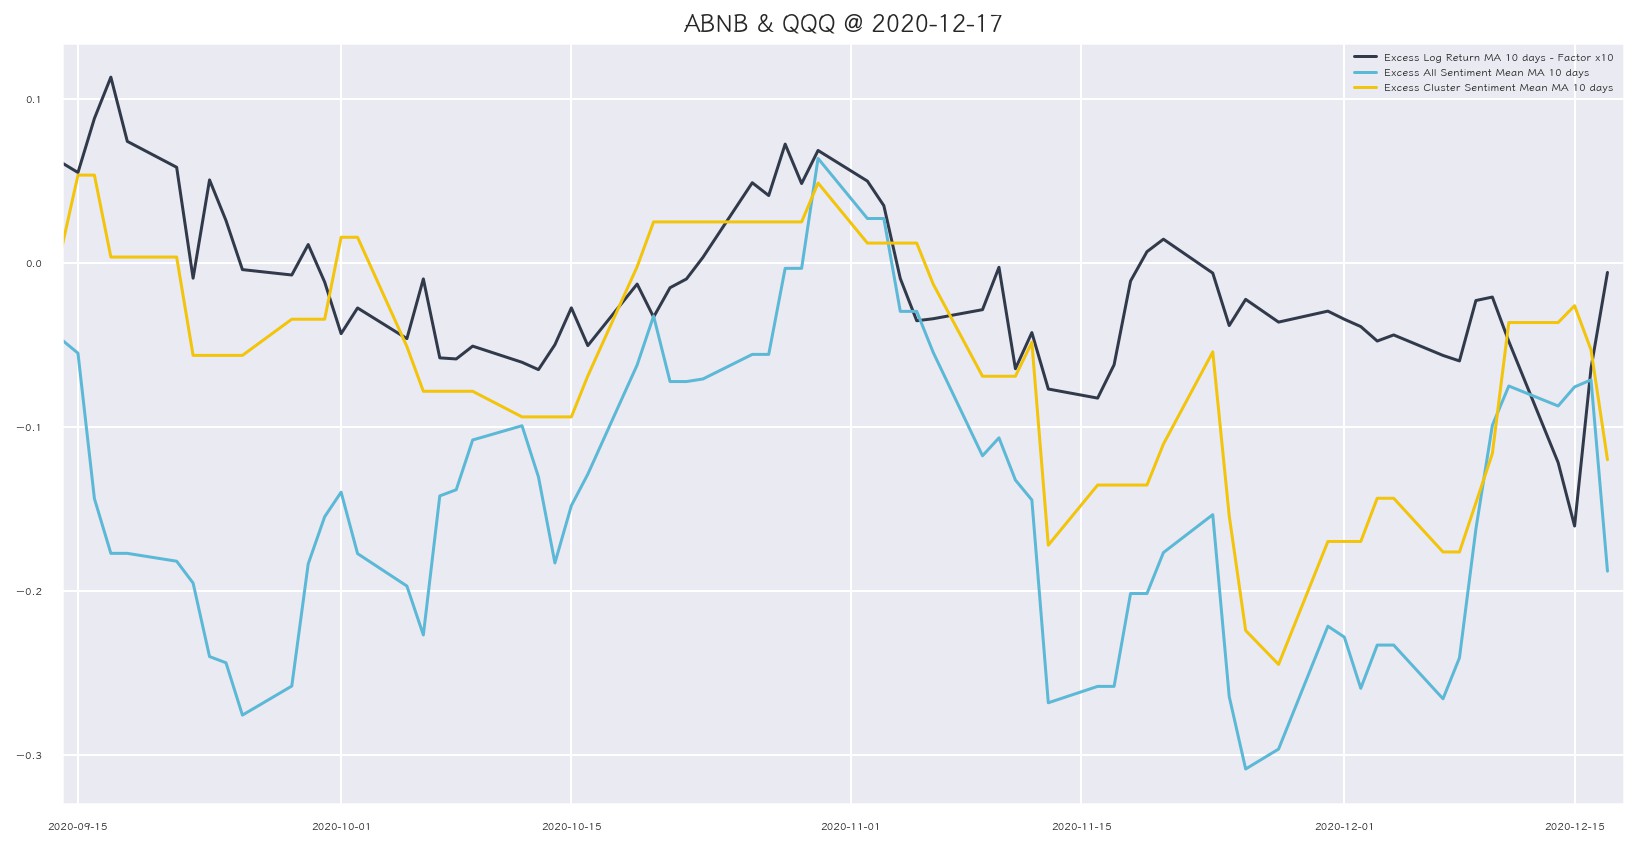 ABNB & QQQ @ 2020-12-17
Excess Log Return MA 10 days - Factor x10
Excess All Sentiment Mean MA 10 days
Excess Cluster Sentiment Mean MA 10 days
0.1
0.0
−0.1
−0.2
−0.3
2020-09-15 2020-10-01 2020-10-15 2020-11-01 2020-11-15 2020-12-01 2020-12-15